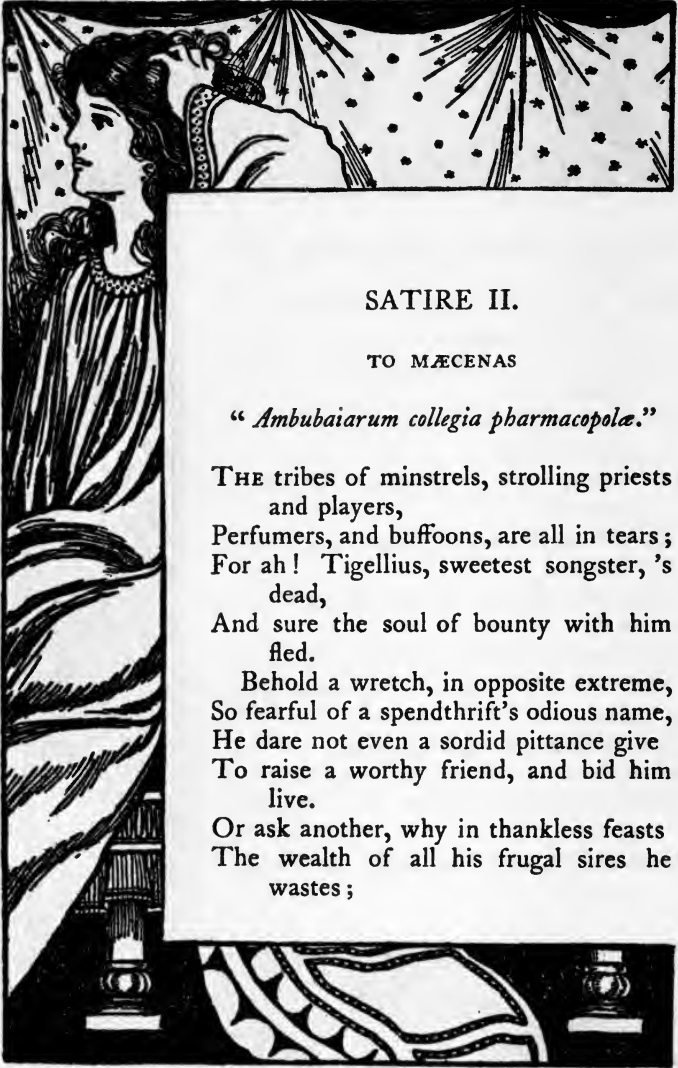 SATIRE II.
TO MÆCENAS
“ Ambubaiarum collegia pharmacopolæ.”
THE tribes of minstrels, strolling priests
and players,
Perfumers, and buffoons, are all in tears ;
For ah ! Tigellius, sweetest songster, ’s
dead,
And sure the soul of bounty with him
fled.
Behold a wretch, in opposite extreme,
So fearful of a spendthrift’s odious name,
He dare not even a sordid pittance give
To raise a worthy friend, and bid him
live.
Or ask another, why in thankless feasts
The wealth of all his frugal sires he
wastes ;